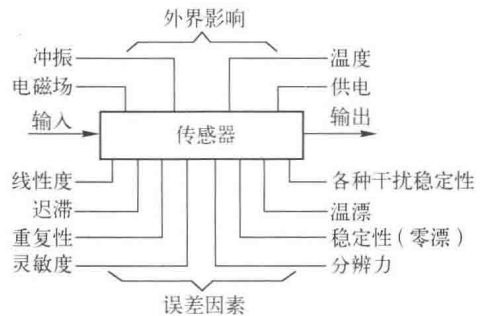 外界影响
冲振
温度
电磁场
供电
输入
传感器
输出
线性度
各种干扰稳定性
迟滞
温漂
重复性
稳定性(零漂)
灵敏度
分辨力
误差因素